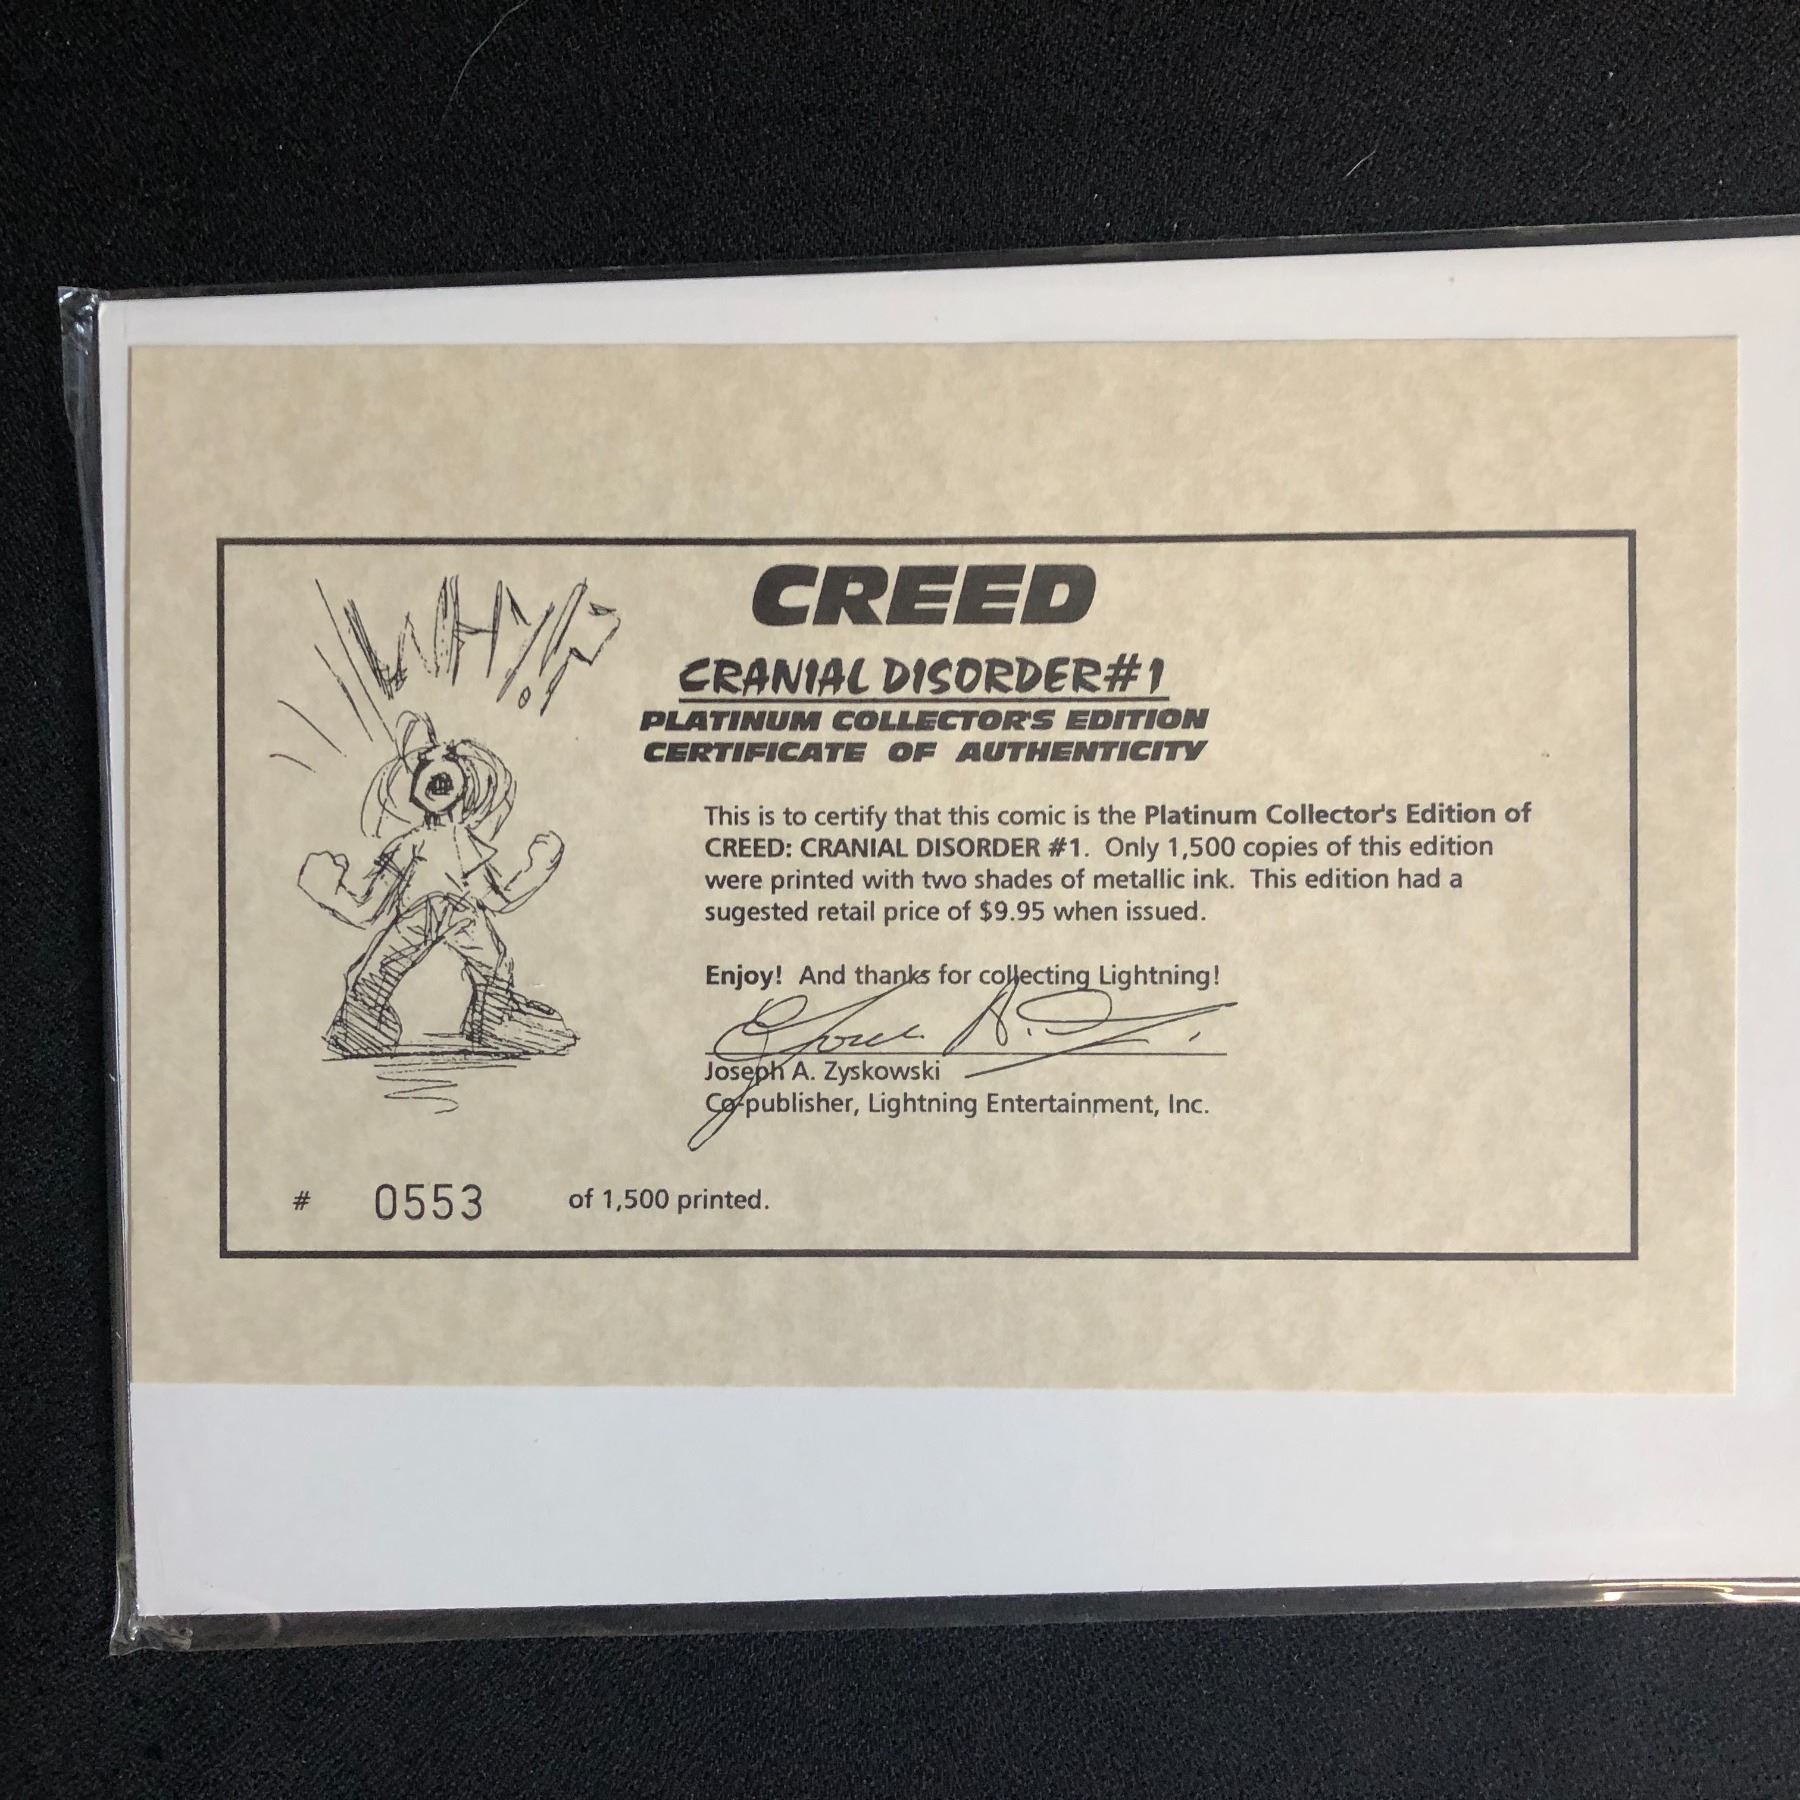 WHY!?
CREED
CRANIAL DISORDER #1
PLATINUM COLLECTOR'S EDITION
CERTIFICATE OF AUTHENTICITY
This is to certify that this comic is the Platinum Collector's Edition of
CREED: CRANIAL DISORDER #1. Only 1,500 copies of this edition
were printed with two shades of metallic ink. This edition had a
sugested retail price of $9.95 when issued.
Enjoy! And thanks for collecting Lightning!
Joseph A. Zyskowski
Co-publisher, Lightning Entertainment, Inc.
# 0553 of 1,500 printed.